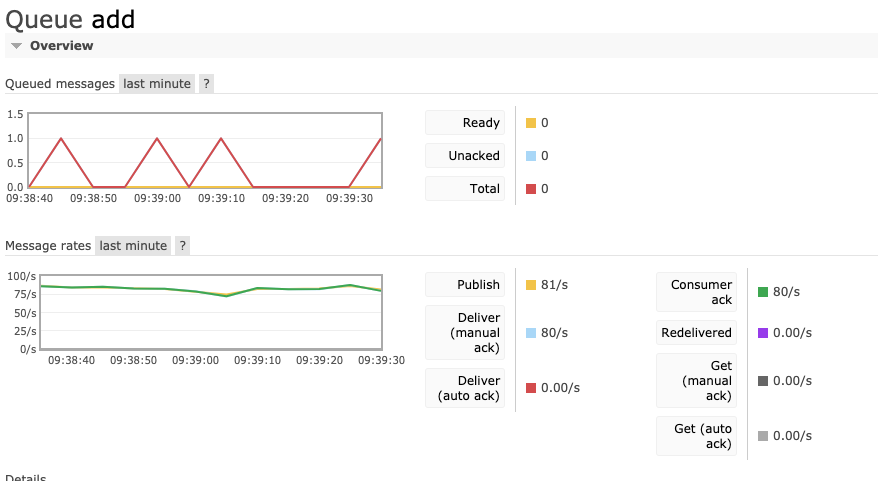 Queue add
Overview
Queued messages last minute ?
1.5
1.0
0.5
0.0
09:38:40 09:38:50 09:39:00 09:39:10 09:39:20 09:39:30
Ready 0
Unacked 0
Total 0
Message rates last minute ?
100/s
75/s
50/s
25/s
0/s
09:38:40 09:38:50 09:39:00 09:39:10 09:39:20 09:39:30
Publish 81/s
Deliver
(manual 80/s
ack)
Deliver
(auto ack) 0.00/s
Consumer
ack 80/s
Redelivered 0.00/s
Get
(manual 0.00/s
ack)
Get (auto
ack) 0.00/s
Details